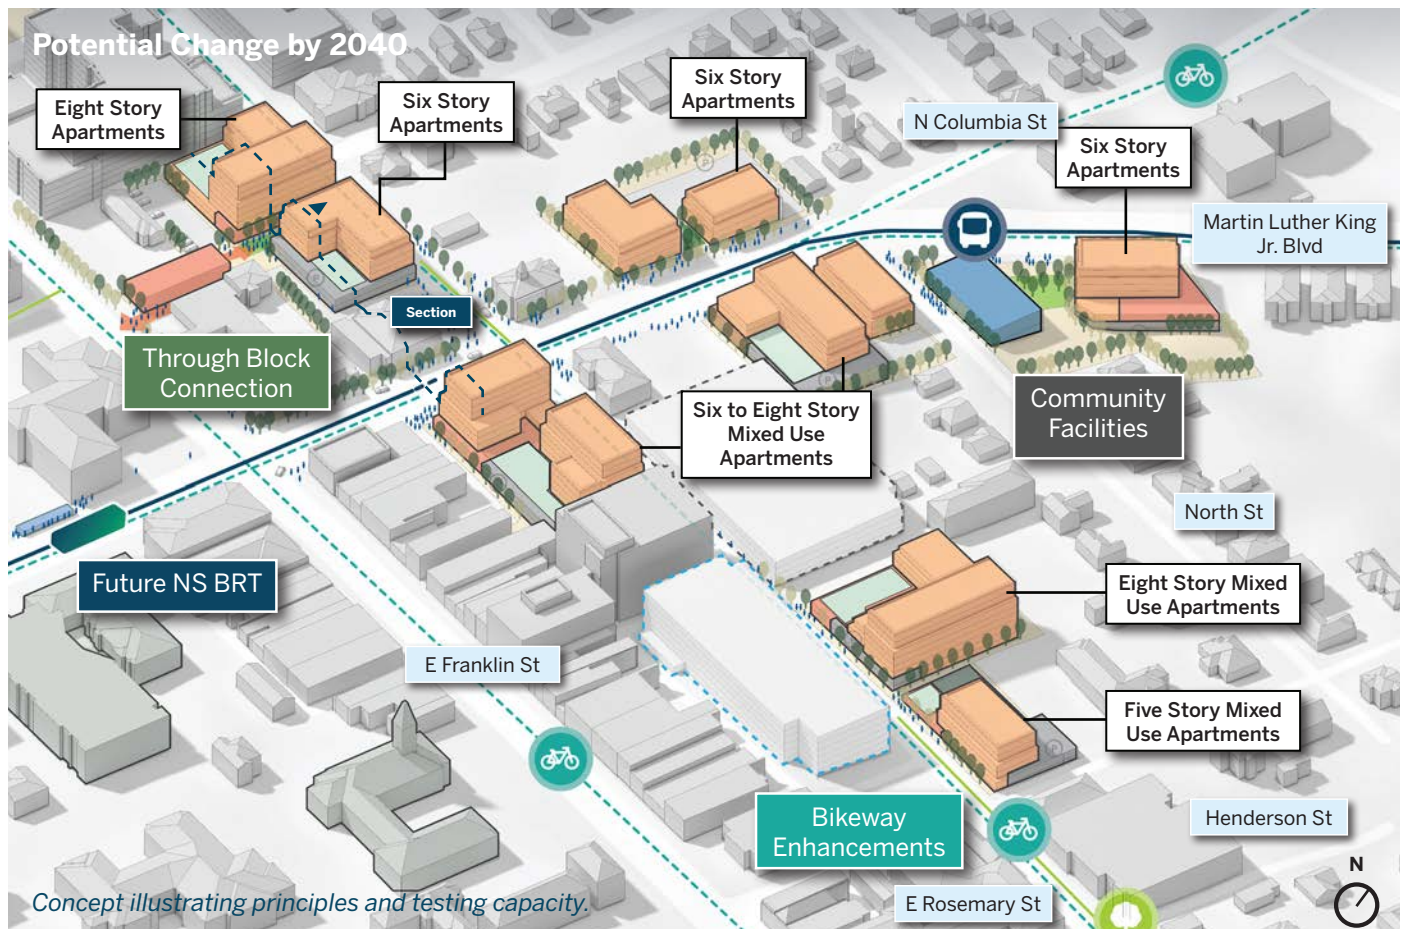 Potential Change by 2040
Eight Story
Apartments
Six Story
Apartments
Six Story
Apartments
N Columbia St
Six Story
Apartments
Martin Luther King
Jr. Blvd
Section
Through Block
Connection
Six to Eight Story
Mixed Use
Apartments
Community
Facilities
North St
Future NS BRT
Eight Story Mixed
Use Apartments
E Franklin St
Five Story Mixed
Use Apartments
Bikeway
Enhancements
Henderson St
N
E Rosemary St
Concept illustrating principles and testing capacity.
P
P
P
P